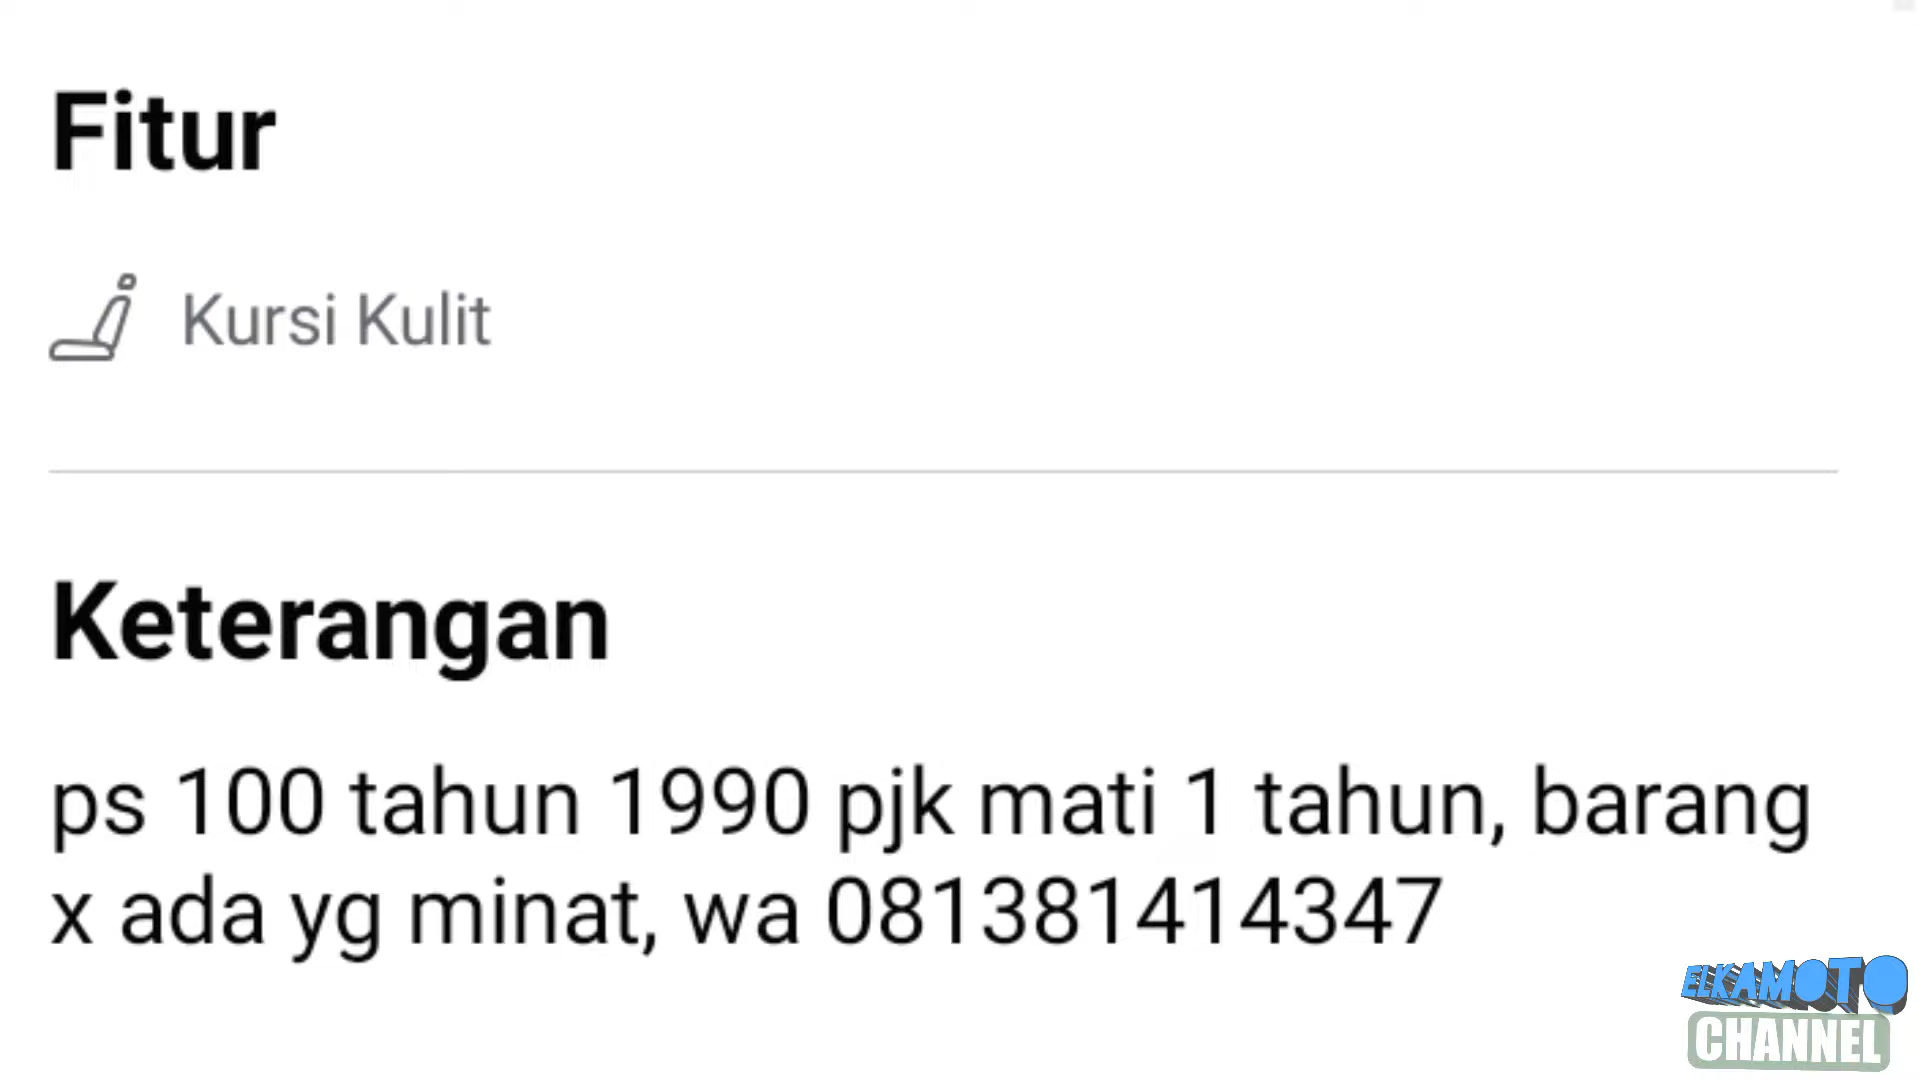 Fitur
Kursi Kulit
Keterangan
ps 100 tahun 1990 pjk mati 1 tahun, barang
x ada yg minat, wa 081381414347
ELKAMOTO
CHANNEL